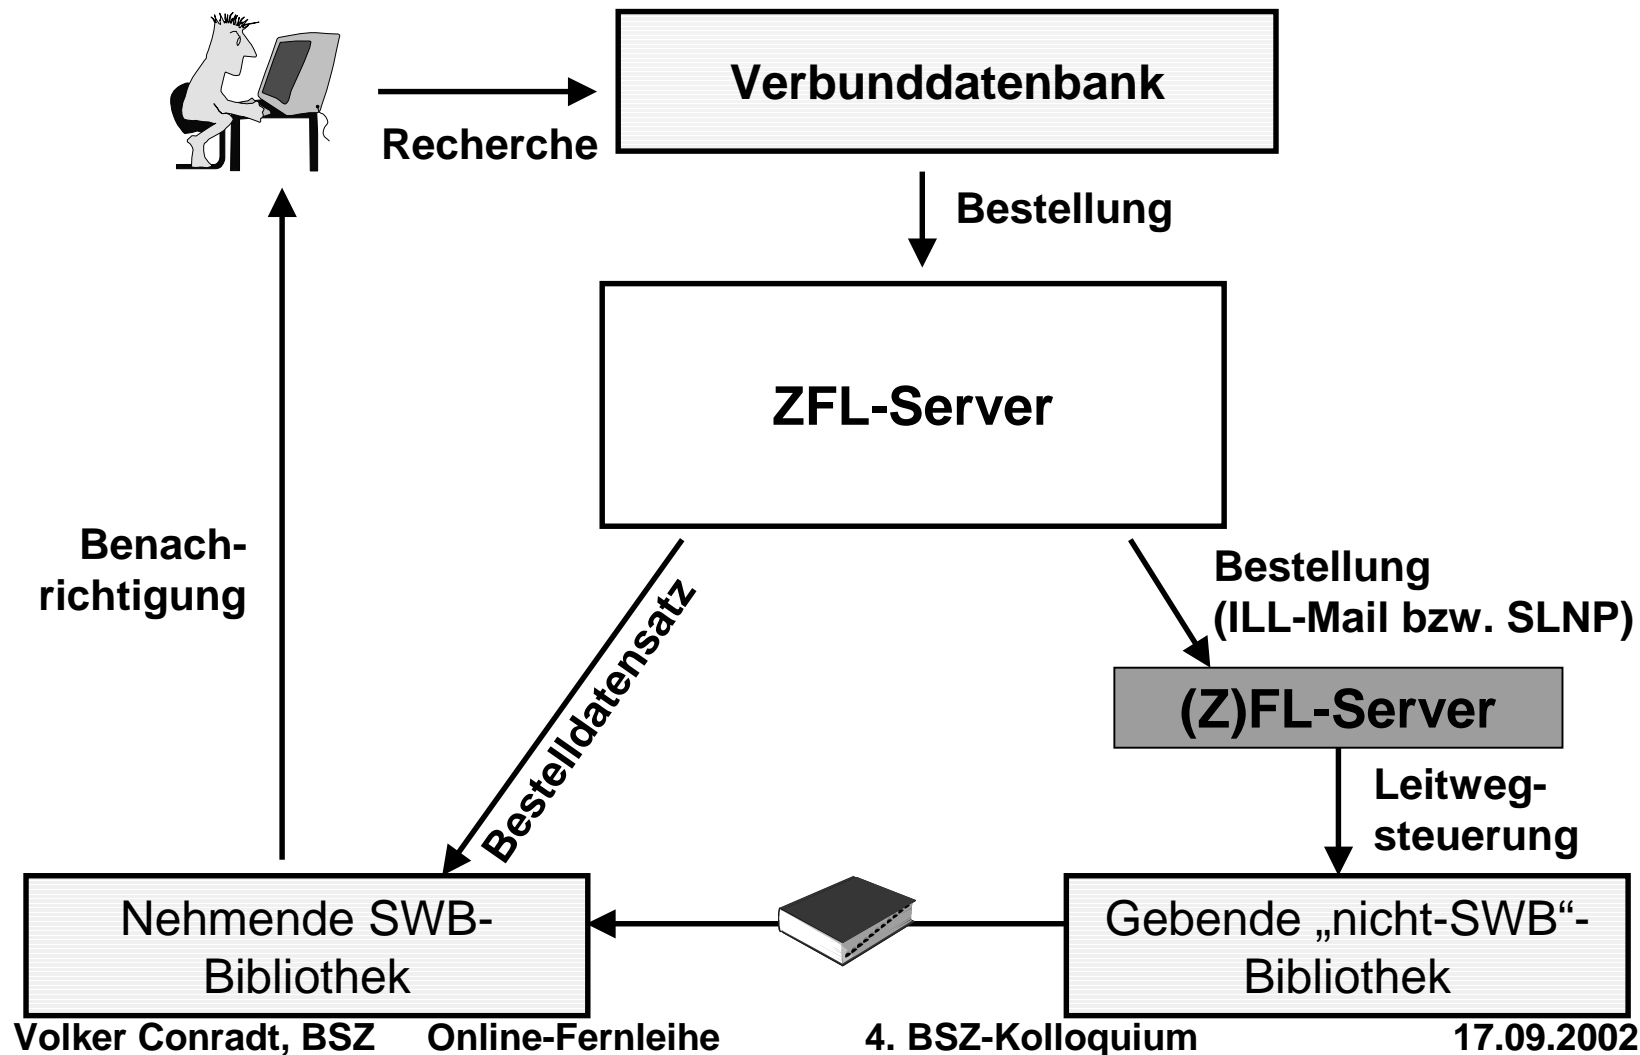 Verbunddatenbank
Recherche
Bestellung
ZFL-Server
Benach-
richtigung
Bestelldatensatz
Bestellung
(ILL-Mail bzw. SLNP)
(Z)FL-Server
Leitweg-
steuerung
Nehmende SWB-
Bibliothek
Gebende „nicht-SWB“-
Bibliothek
Volker Conradt, BSZ Online-Fernleihe 4. BSZ-Kolloquium 17.09.2002